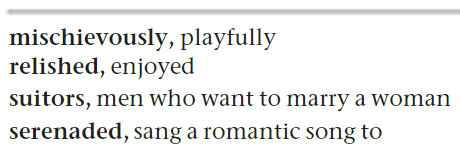 mischievously, playfully
relished, enjoyed
suitors, men who want to marry a woman
serenaded, sang a romantic song to